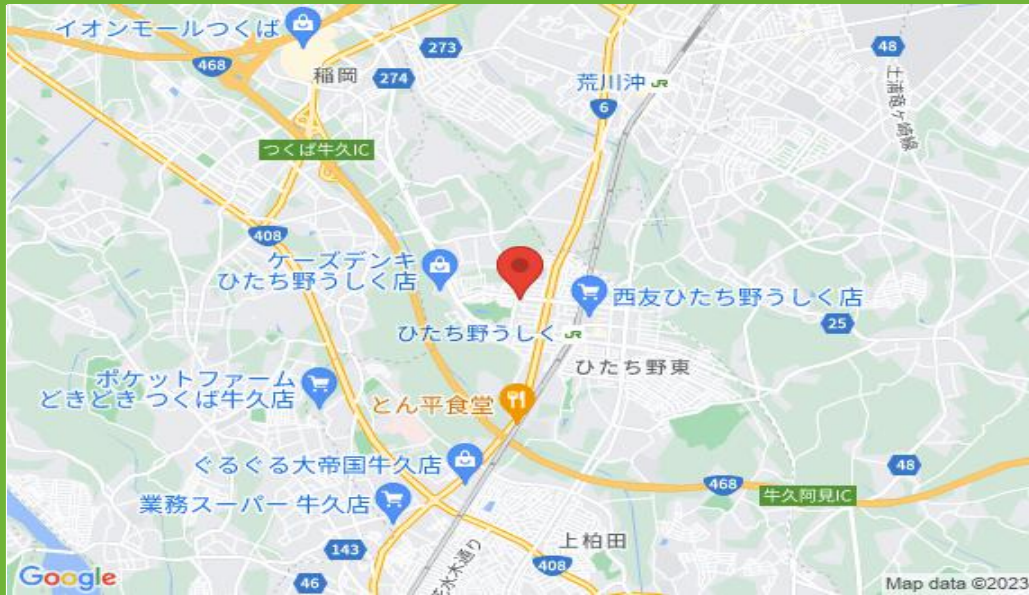 イオンモールつくば
273
48
468
稲岡
274
荒川沖
JR
6
土浦竜ヶ崎線
つくば牛久IC
408
ケーズデンキ
ひたち野うしく店
西友ひたち野うしく店
25
ひたち野うしく
JR
ひたち野東
ポケットファーム
どきどき つくば牛久店
とん平食堂
ぐるぐる大帝国牛久店
48
468
牛久阿見IC
業務スーパー 牛久店
143
上柏田
408
46
Google
Map data ©2023